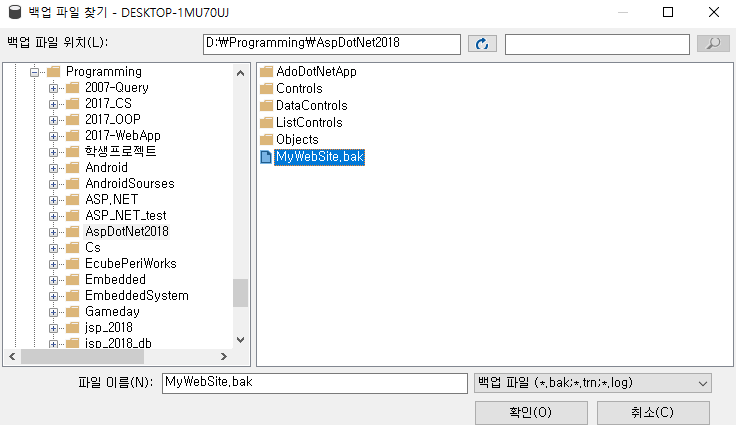 백업 파일 찾기 - DESKTOP-1MU70UJ
백업 파일 위치(L):
D:₩Programming₩AspDotNet2018
Programming
2007-Query
2017_CS
2017_OOP
2017-WebApp
학생프로젝트
Android
AndroidSourses
ASP.NET
ASP_NET_test
AspDotNet2018
Cs
EcubePeriWorks
Embedded
EmbeddedSystem
Gameday
jsp_2018
jsp_2018_db
AdoDotNetApp
Controls
DataControls
ListControls
Objects
MyWebSite.bak
파일 이름(N):
MyWebSite.bak
백업 파일 (*.bak;*.trn;*.log)
확인(O)
취소(C)